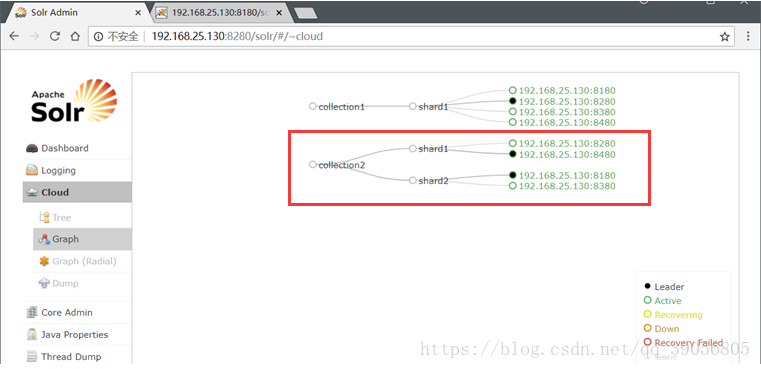 Solr Admin
192.168.25.130:8180/so
不安全 192.168.25.130:8280/solr/#/~cloud
Apache
Solr
Dashboard
Logging
Cloud
Tree
Graph
Graph (Radial)
Dump
Core Admin
Java Properties
Thread Dump
collection1
shard1
192.168.25.130:8180
192.168.25.130:8280
192.168.25.130:8380
192.168.25.130:8480
collection2
shard1
192.168.25.130:8280
192.168.25.130:8480
shard2
192.168.25.130:8180
192.168.25.130:8380
Leader
Active
Recovering
Down
Recovery Failed
Gone
https://blog.csdn.net/qq_39056805